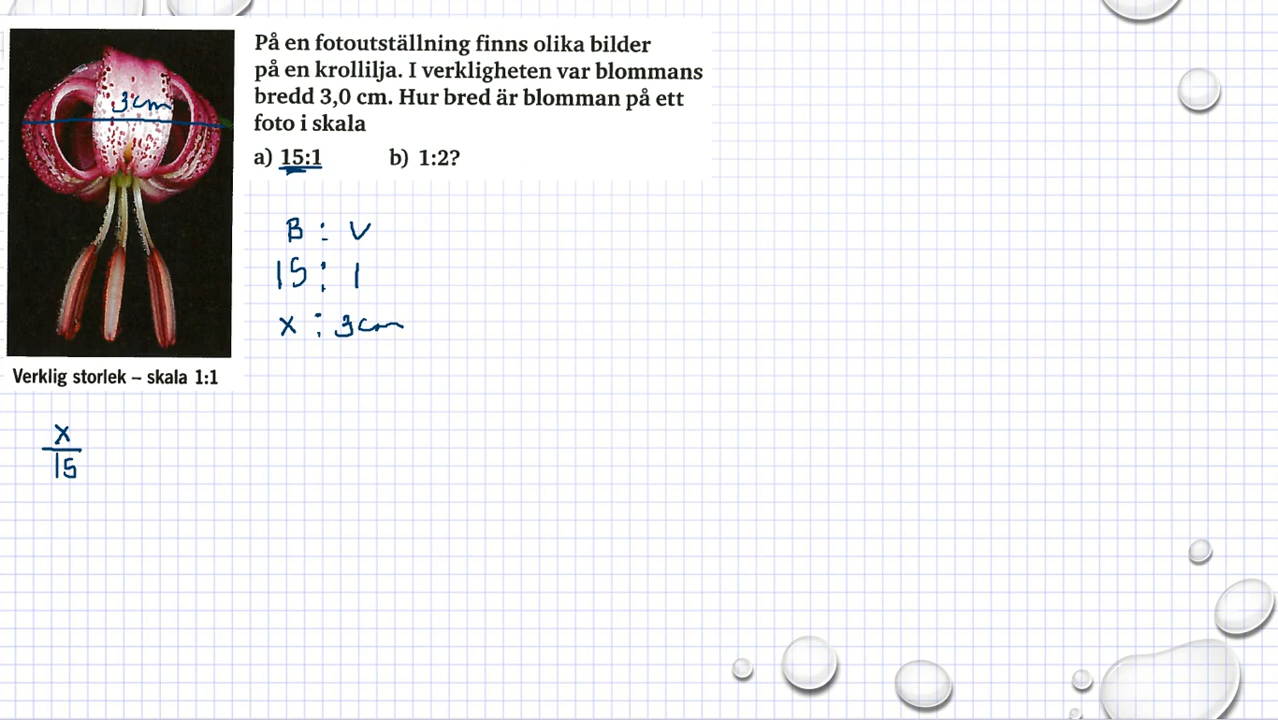 3cm
På en fotoutställning finns olika bilder
på en krollilja. I verkligheten var blommans
bredd 3,0 cm. Hur bred är blomman på ett
foto i skala
a) 15:1 b) 1:2?
B : V
15 : 1
x : 3cm
Verklig storlek – skala 1:1
x
15